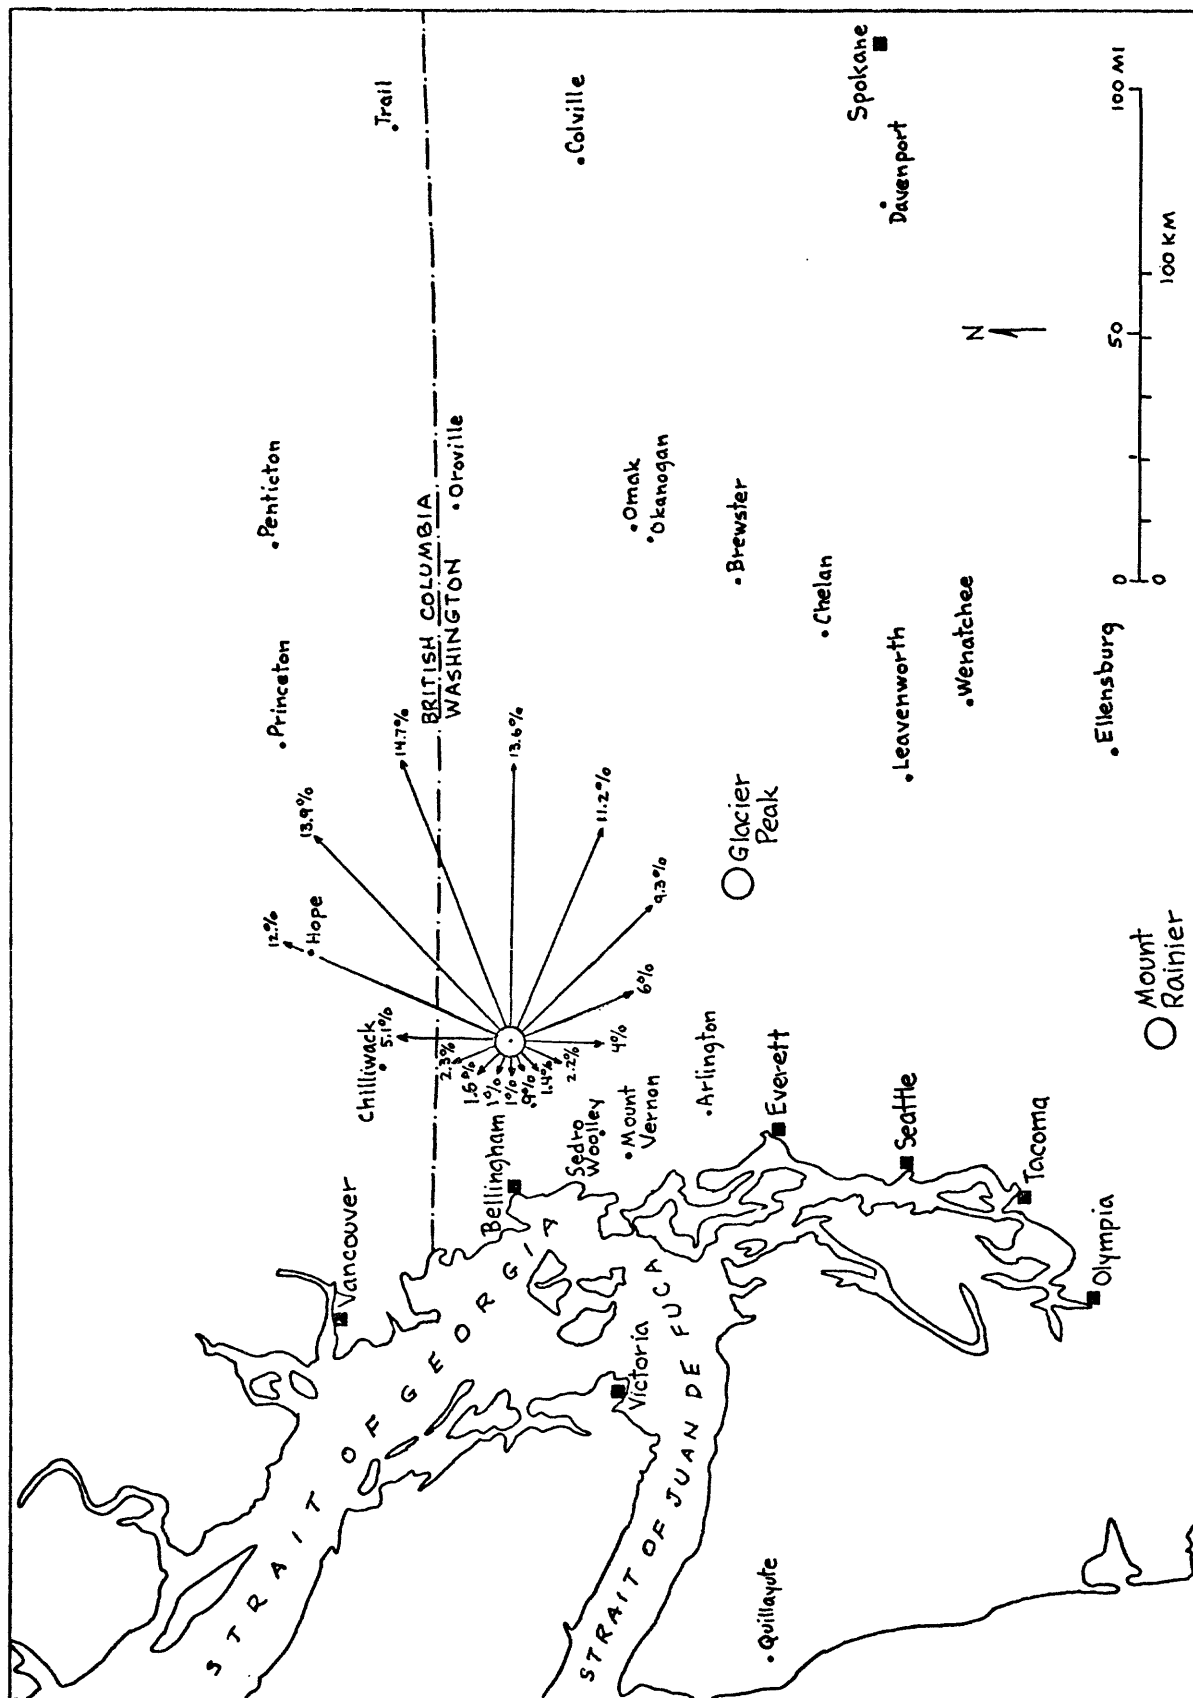 Trail
Colville
Spokane
Davenport
Penticton
Princeton
BRITISH COLUMBIA
WASHINGTON
Oroville
Omak
Okanogan
Brewster
Chelan
Leavenworth
Wenatchee
Ellensburg
N
0 50 100 MI
0 100 KM
Hope
Chilliwack
12%
13.9%
14.7%
13.6%
11.2%
9.3%
6%
4%
2.2%
1.4%
.9%
1%
1%
1.6%
2.3%
5.1%
Glacier
Peak
Mount
Rainier
Vancouver
Bellingham
Sedro
Woolley
Mount
Vernon
Arlington
Everett
Seattle
Tacoma
Olympia
Victoria
STRAIT OF GEORGIA
STRAIT OF JUAN DE FUCA
Quillayute